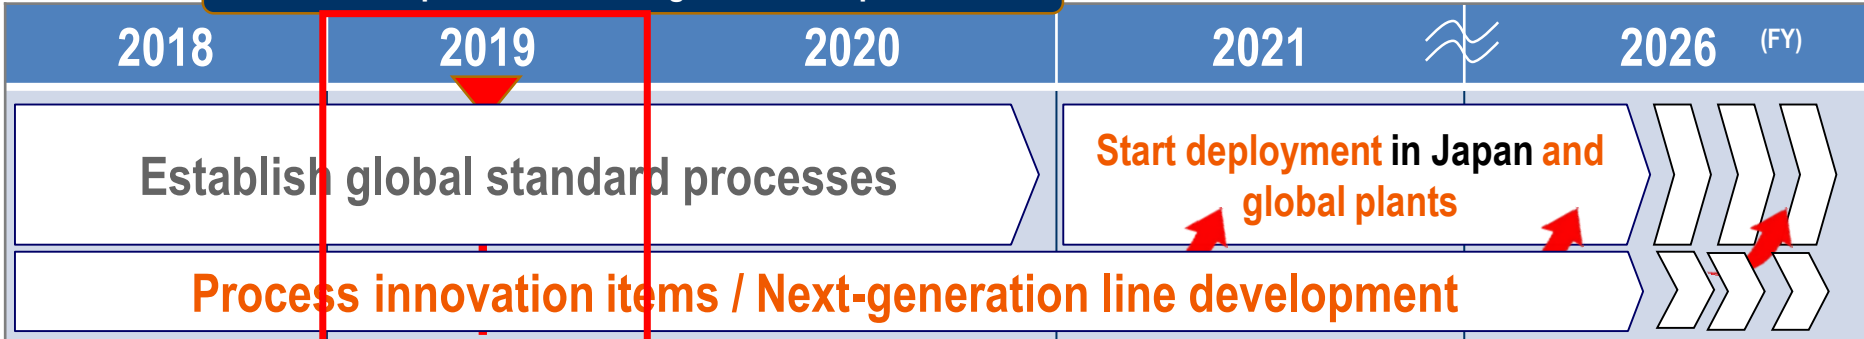 2018 2019 2020 2021 2026 (FY)
Establish global standard processes
Start deployment in Japan and
global plants
Process innovation items / Next-generation line development